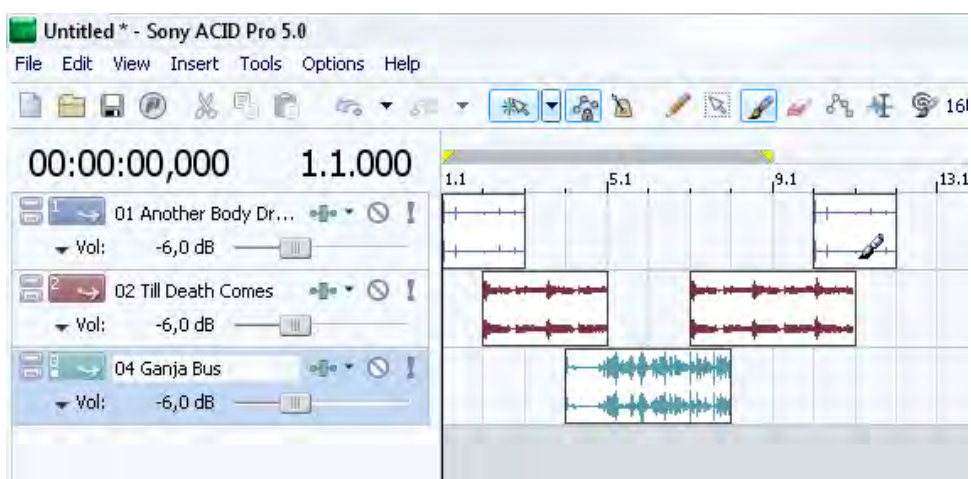 Untitled * - Sony ACID Pro 5.0
File Edit View Insert Tools Options Help
00:00:00,000 1.1.000
1.1 5.1 9.1 13.1
1 01 Another Body Dr...
Vol: -6,0 dB
2 02 Till Death Comes
Vol: -6,0 dB
04 Ganja Bus
Vol: -6,0 dB